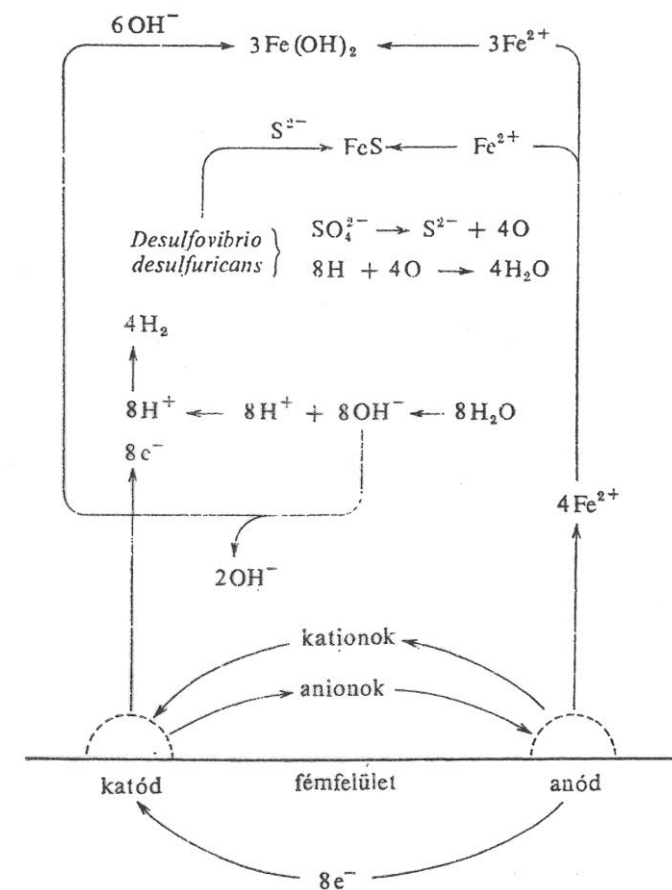 6OH⁻
3Fe(OH)₂
3Fe²⁺
S²⁻
FeS
Fe²⁺
Desulfovibrio desulfuricans } SO₄²⁻ → S²⁻ + 4O
8H + 4O → 4H₂O
4H₂
8H⁺ ← 8H⁺ + 8OH⁻ ← 8H₂O
8e⁻
4Fe²⁺
2OH⁻
kationok
anionok
katód fémfelület anód
8e⁻